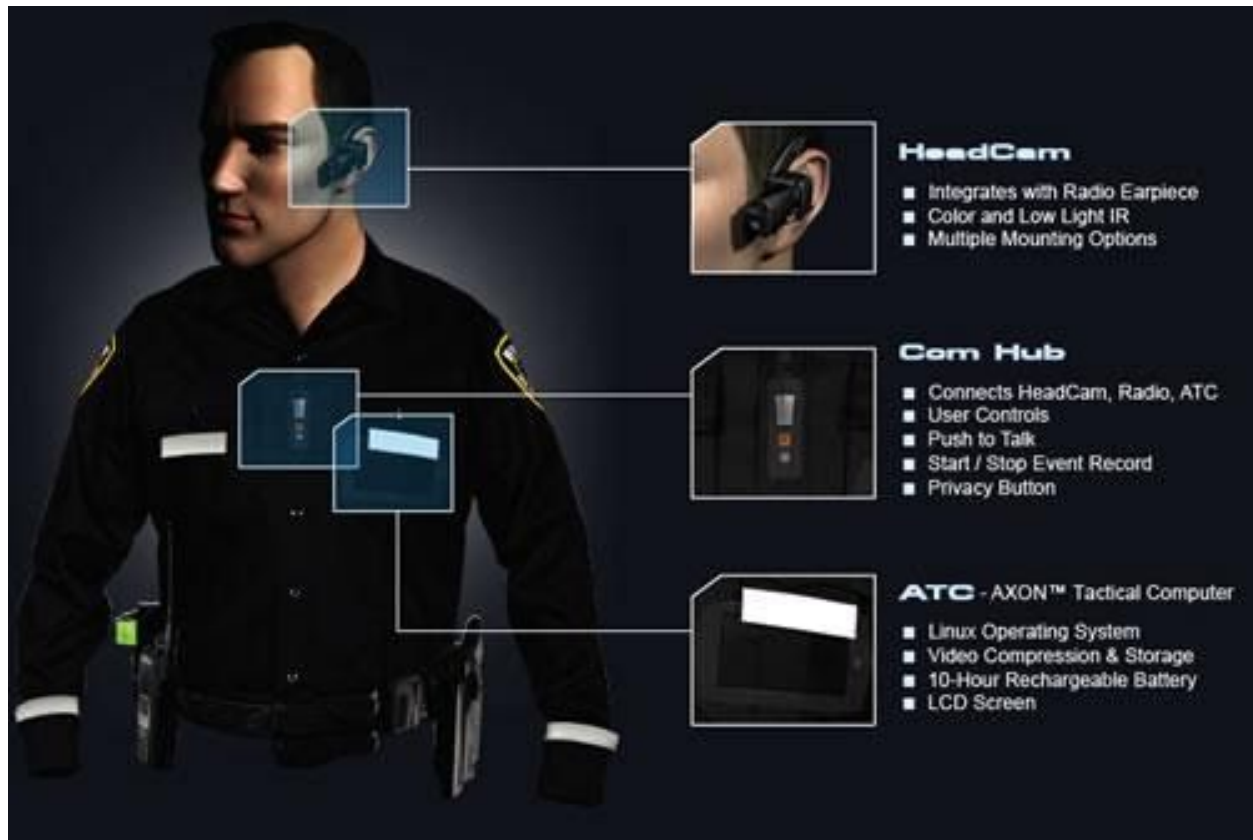 HeadCam
Integrates with Radio Earpiece
Color and Low Light IR
Multiple Mounting Options
Com Hub
Connects HeadCam, Radio, ATC
User Controls
Push to Talk
Start / Stop Event Record
Privacy Button
ATC - AXON™ Tactical Computer
Linux Operating System
Video Compression & Storage
10-Hour Rechargeable Battery
LCD Screen